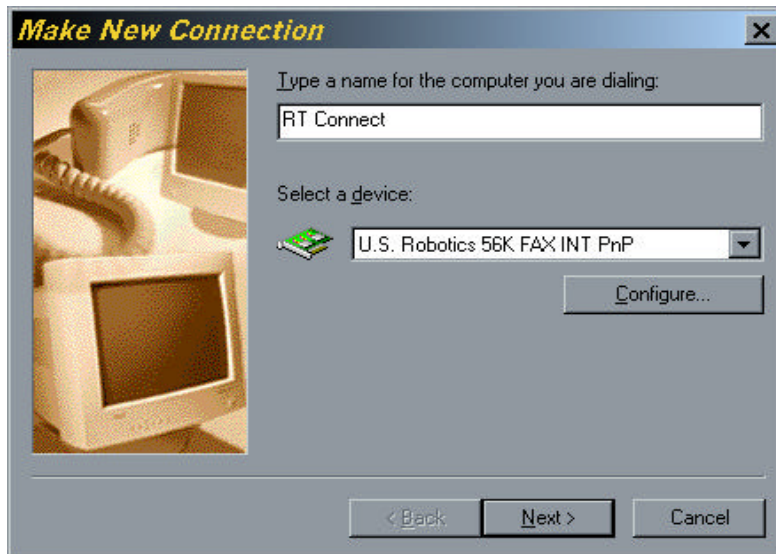 Make New Connection
Type a name for the computer you are dialing:
RT Connect
Select a device:
U.S. Robotics 56K FAX INT PnP
Configure...
< Back
Next >
Cancel